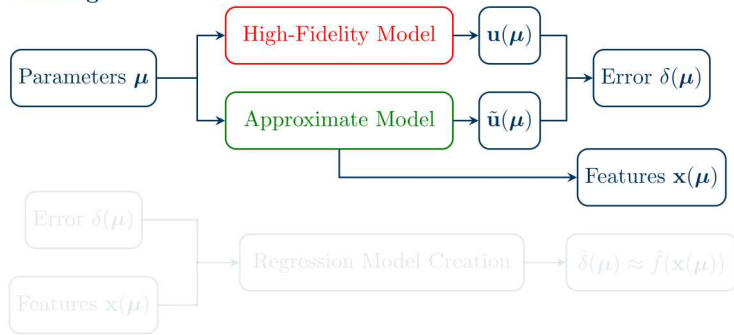 High-Fidelity Model
u(μ)
Parameters μ
Error δ(μ)
Approximate Model
ũ(μ)
Features x(μ)
Error δ(μ)
Regression Model Creation
δ̂(μ) ≈ f̂(x(μ))
Features x(μ)